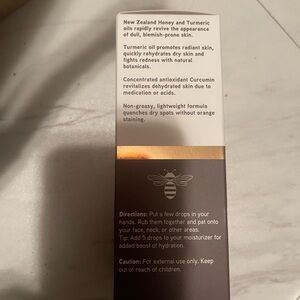 New Zealand Honey and Turmeric
oils rapidly revive the appearance
of dull, blemish-prone skin.
Turmeric oil promotes radiant skin,
quickly rehydrates dry skin and
fights redness with natural
botanicals.
Concentrated antioxidant Curcumin
revitalizes dehydrated skin due to
medication or acids.
Non-greasy, lightweight formula
quenches dry spots without orange
staining.
Directions: Put a few drops in your
hands. Rub them together and pat onto
your face, neck, or other areas.
Tip: Add 5 drops to your moisturizer for
added boost of hydration.
Caution: For external use only. Keep
out of reach of children.